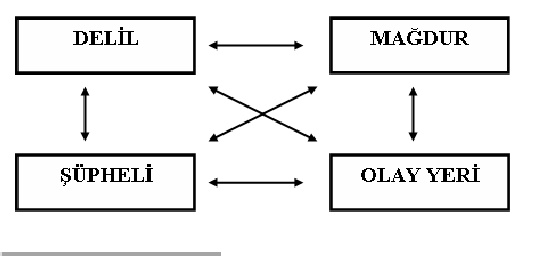 DELİL
MAĞDUR
ŞÜPHELİ
OLAY YERİ